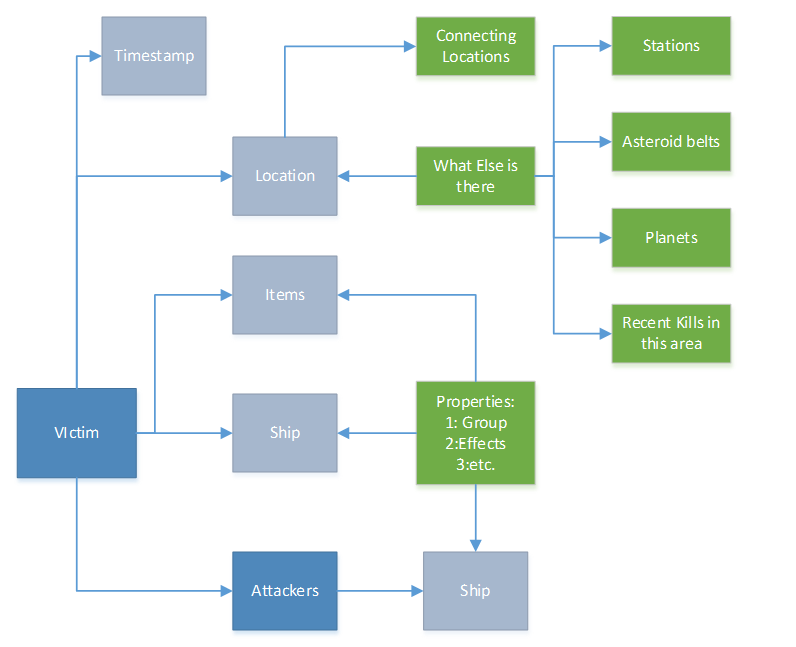 Timestamp
Connecting
Locations
Stations
Location
What Else is
there
Asteroid belts
Planets
Items
Recent Kills in
this area
VIctim
Ship
Properties:
1: Group
2:Effects
3:etc.
Attackers
Ship